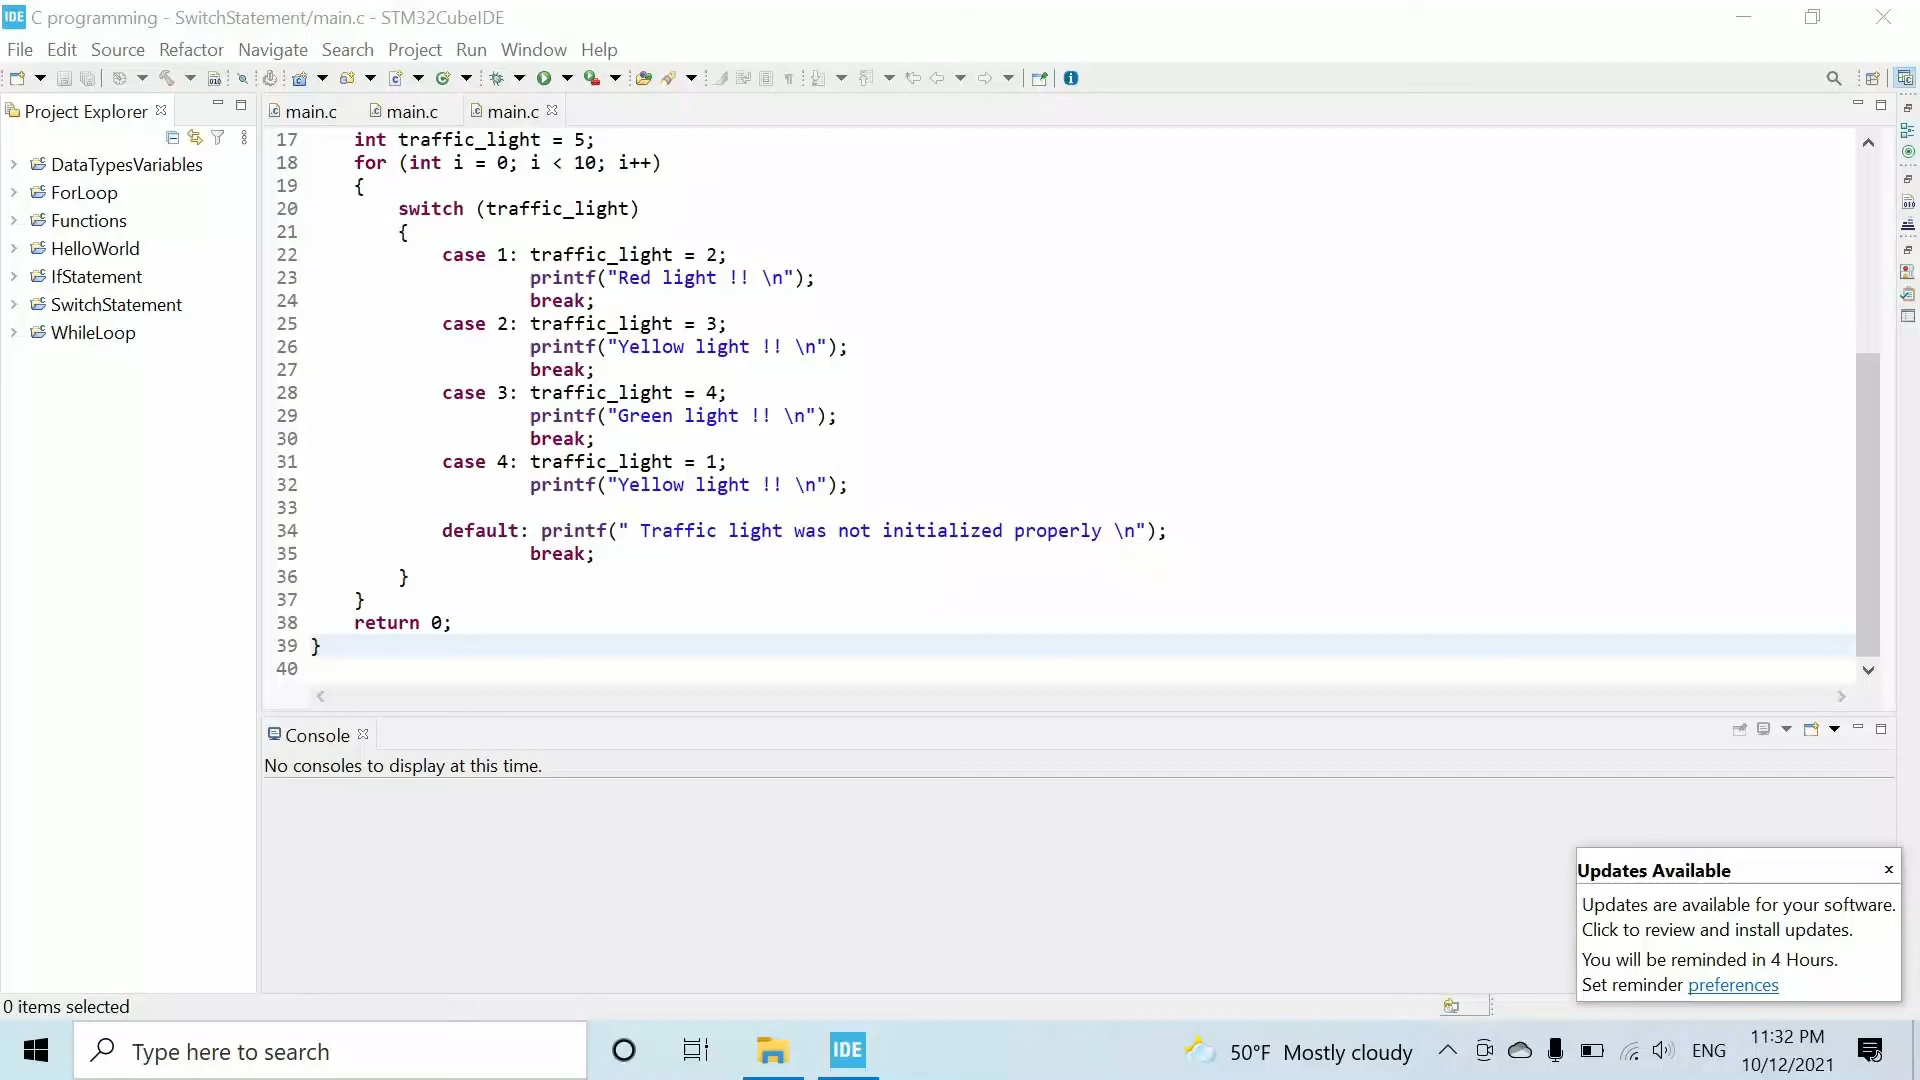 IDE C programming - SwitchStatement/main.c - STM32CubeIDE
File Edit Source Refactor Navigate Search Project Run Window Help
Project Explorer
main.c main.c main.c
DataTypesVariables
ForLoop
Functions
HelloWorld
IfStatement
SwitchStatement
WhileLoop
17     int traffic_light = 5;
18     for (int i = 0; i < 10; i++)
19     {
20         switch (traffic_light)
21         {
22             case 1: traffic_light = 2;
23                     printf("Red light !! \n");
24                     break;
25             case 2: traffic_light = 3;
26                     printf("Yellow light !! \n");
27                     break;
28             case 3: traffic_light = 4;
29                     printf("Green light !! \n");
30                     break;
31             case 4: traffic_light = 1;
32                     printf("Yellow light !! \n");
33
34             default: printf(" Traffic light was not initialized properly \n");
35                     break;
36         }
37     }
38     return 0;
39 }
40
Console
No consoles to display at this time.
Updates Available x
Updates are available for your software.
Click to review and install updates.
You will be reminded in 4 Hours.
Set reminder preferences
0 items selected
Type here to search
IDE
50°F Mostly cloudy
ENG
11:32 PM
10/12/2021